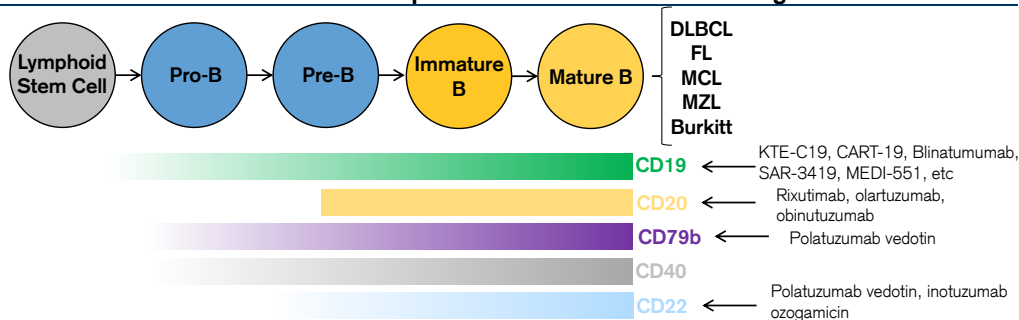 Lymphoid
Stem Cell
Pro-B
Pre-B
Immature
B
Mature B
DLBCL
FL
MCL
MZL
Burkitt
CD19
KTE-C19, CART-19, Blinatumumab,
SAR-3419, MEDI-551, etc
CD20
Rixutimab, olartuzumab,
obinutuzumab
CD79b
Polatuzumab vedotin
CD40
CD22
Polatuzumab vedotin, inotuzumab
ozogamicin